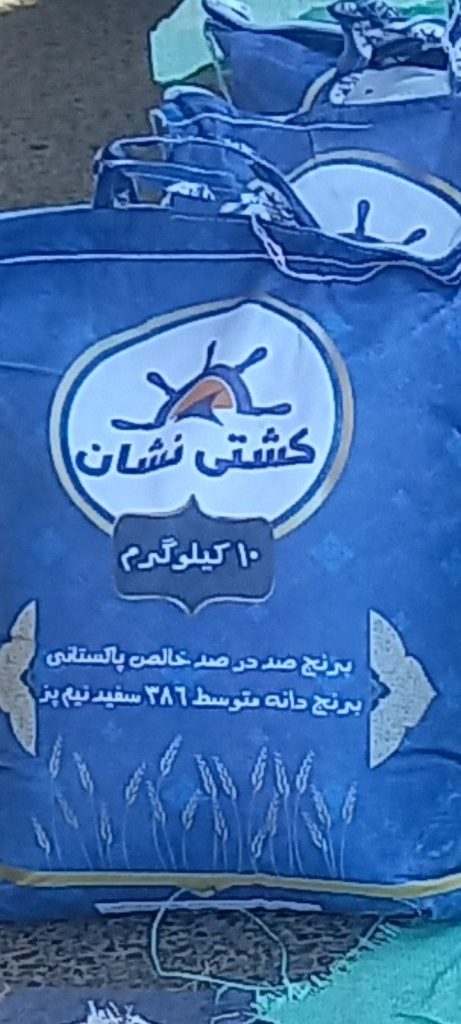 کشتی نشان
۱۰ کیلوگرم
برنج صد در صد خالص پاکستانی
برنج دانه متوسط ۳۸۶ سفید نیم پز